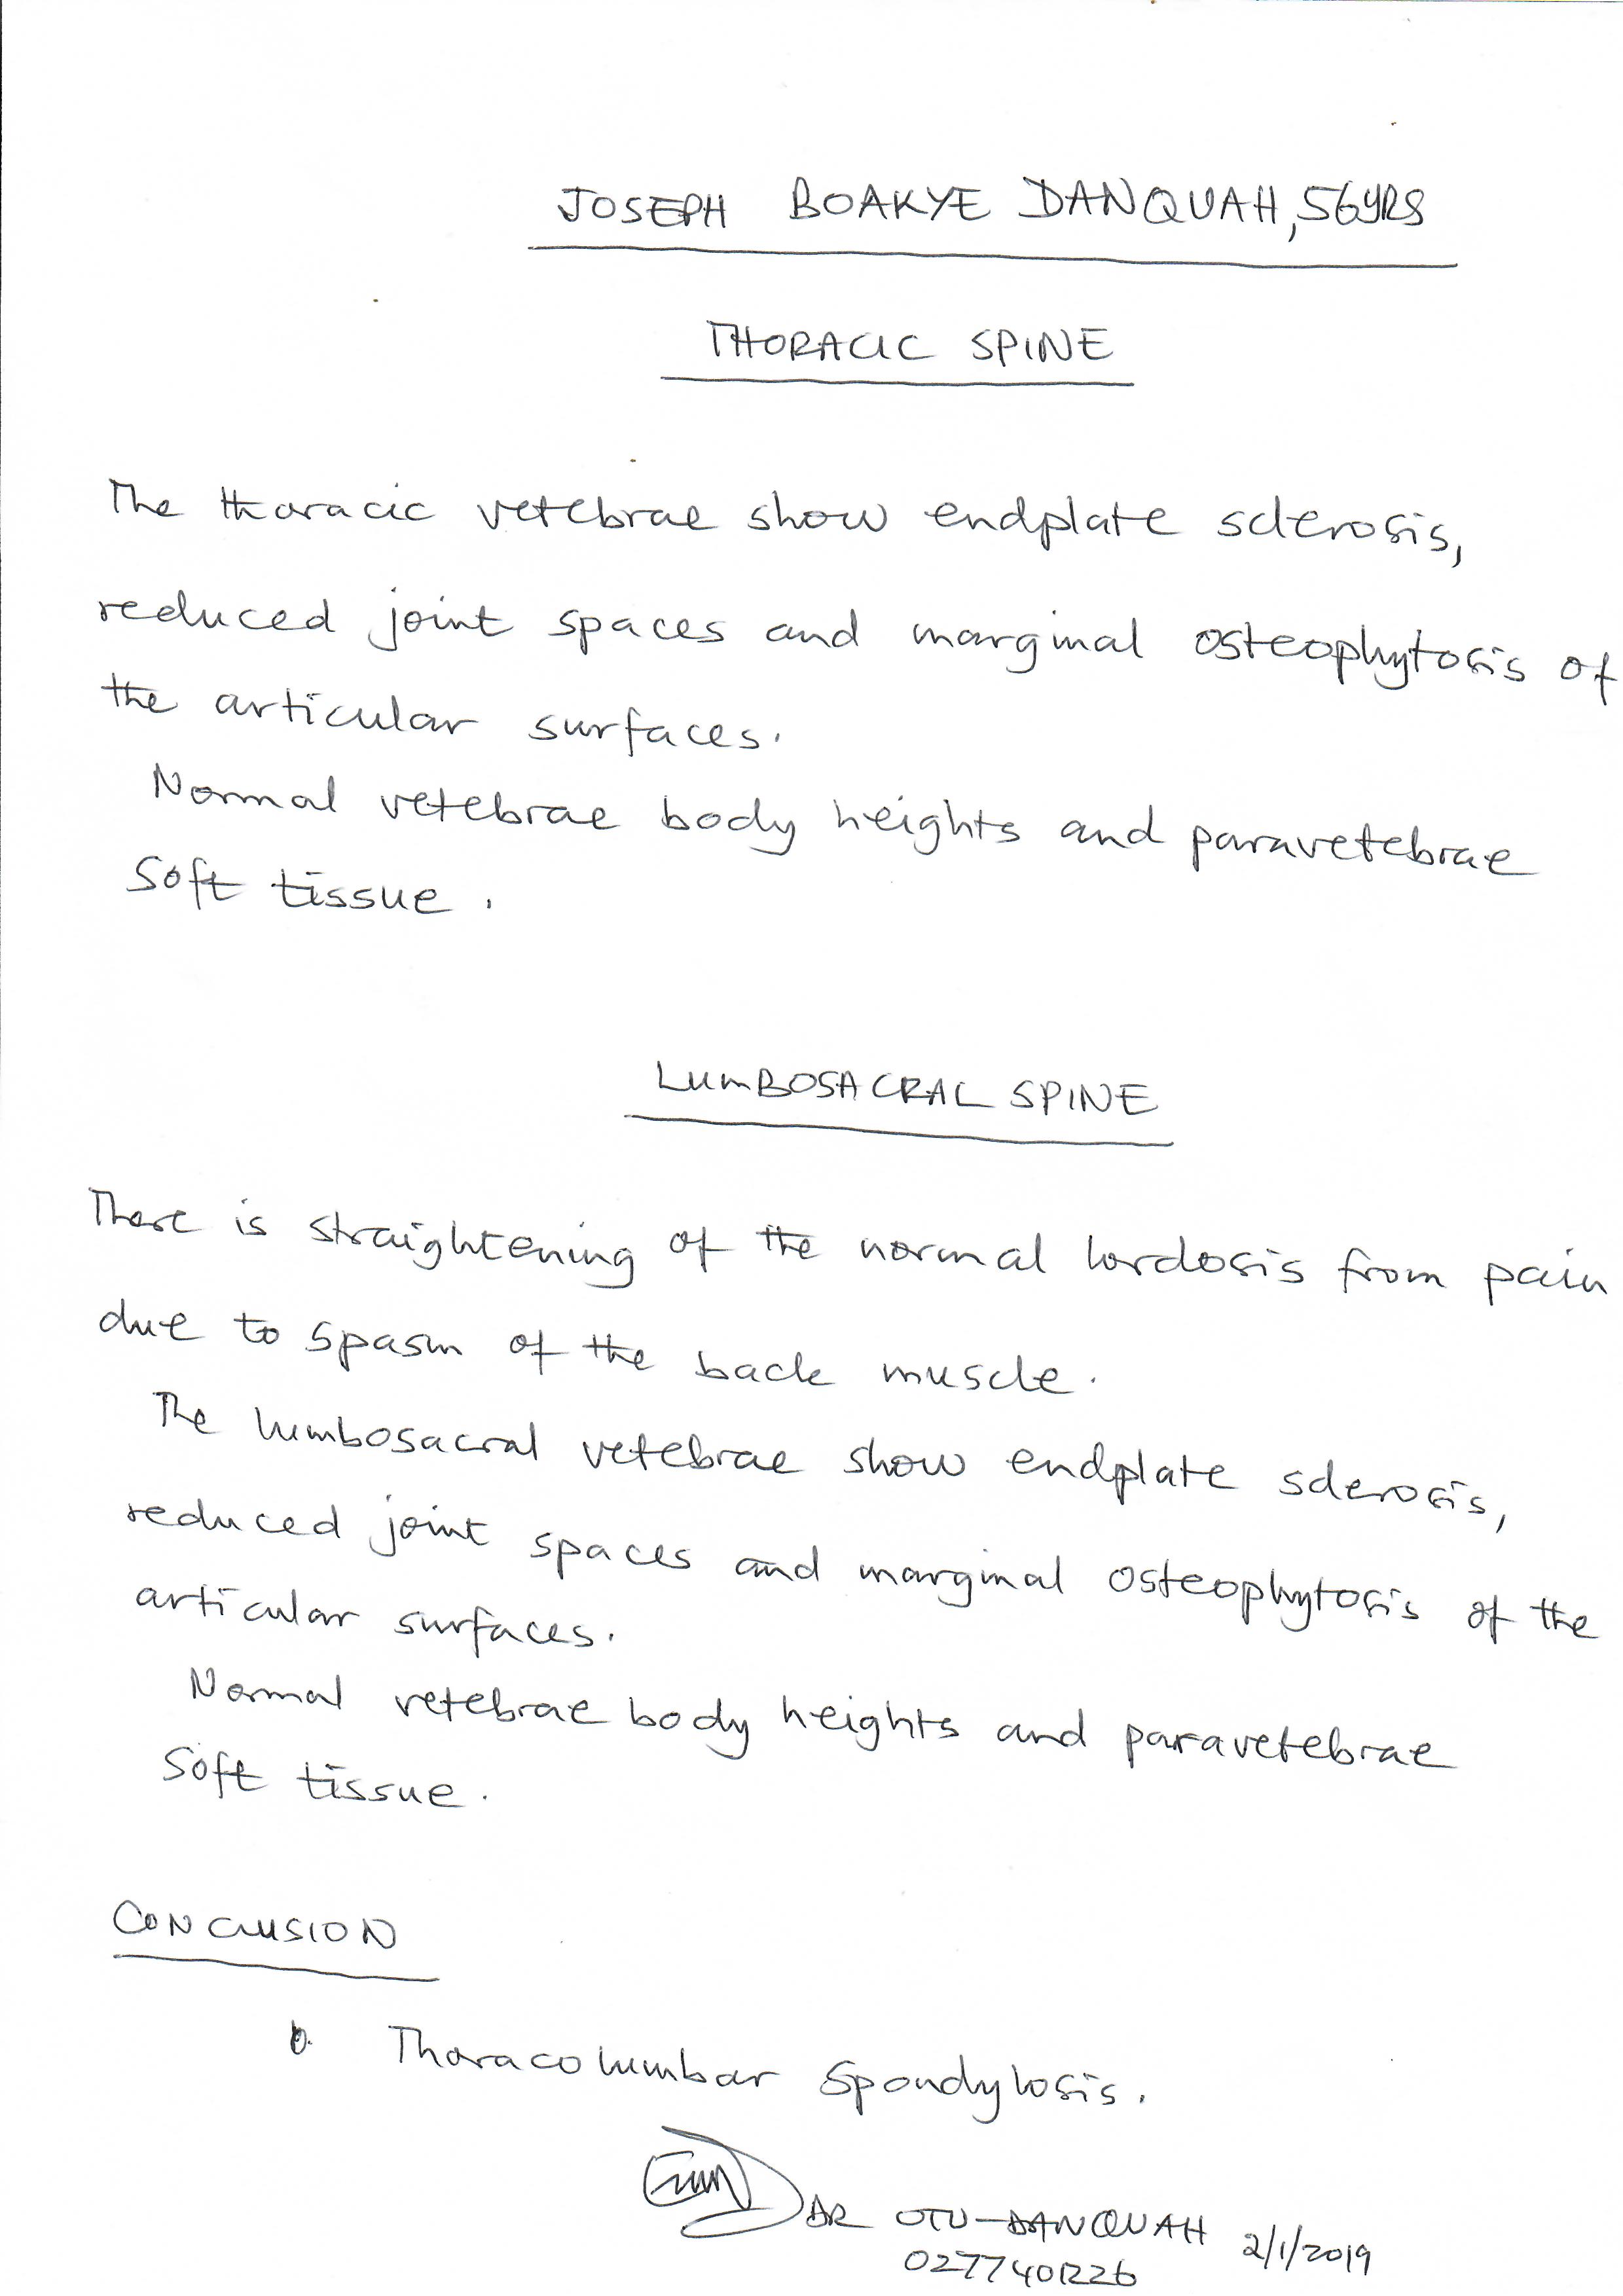 JOSEPH BOAKYE DANQUAH, 56YRS
THORACIC SPINE
The thoracic vetebrae show endplate sclerosis,
reduced joint spaces and marginal osteophytosis of
the articular surfaces.
Normal vetebrae body heights and paravetebrae
Soft tissue.
LUMBOSACRAL SPINE
There is straightening of the normal lordosis from pain
due to spasm of the back muscle.
The lumbosacral vetebrae show endplate sclerosis,
reduced joint spaces and marginal osteophytosis of the
articular surfaces.
Normal vetebrae body heights and paravetebrae
Soft tissue.
CONCLUSION
Thoracolumbar Spondylosis.
DR OTU-DANQUAH 2/1/2019
0277401226